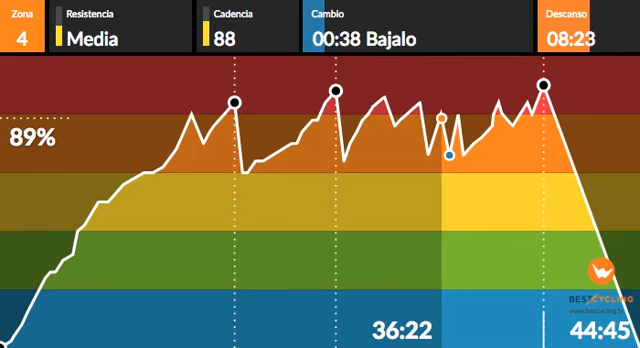 Zona
4
Resistencia
Media
Cadencia
88
Cambio
00:38 Bajalo
Descanso
08:23
89%
BESTCYCLING
www.bestcycling.tv
36:22
44:45